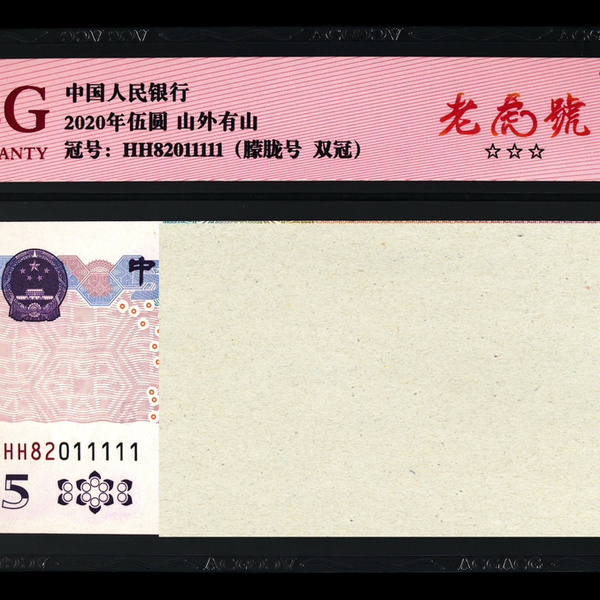 G
ANTY
中国人民银行
2020年伍圆 山外有山
冠号：HH82011111（朦胧号 双冠）
老虎號
☆☆☆
中
HH82011111
5
ACGACG